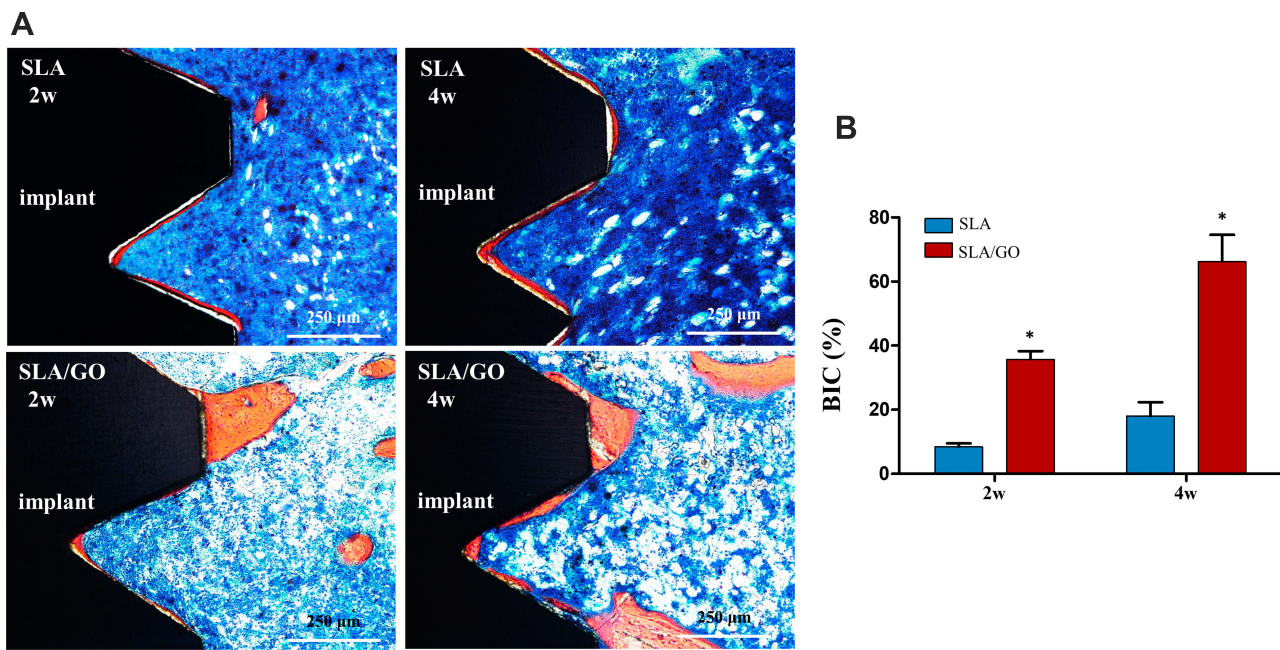 A
SLA
2w
implant
250 μm
SLA
4w
implant
250 μm
SLA/GO
2w
implant
250 μm
SLA/GO
4w
implant
250 μm
B
BIC (%)
80
60
40
20
0
SLA
SLA/GO
*
*
2w
4w